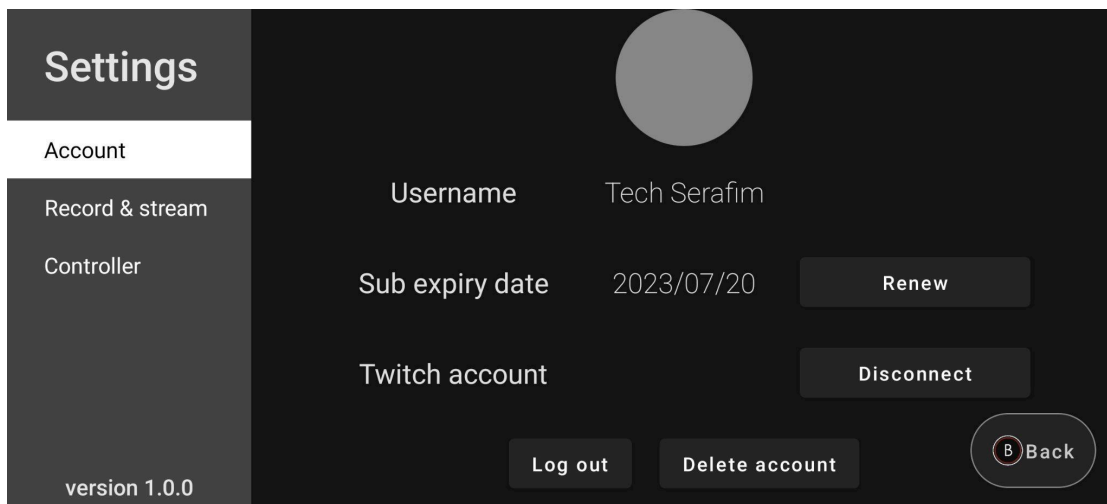 Settings
Account
Record & stream
Controller
version 1.0.0
Username Tech Serafim
Sub expiry date 2023/07/20 Renew
Twitch account Disconnect
Log out Delete account
B Back